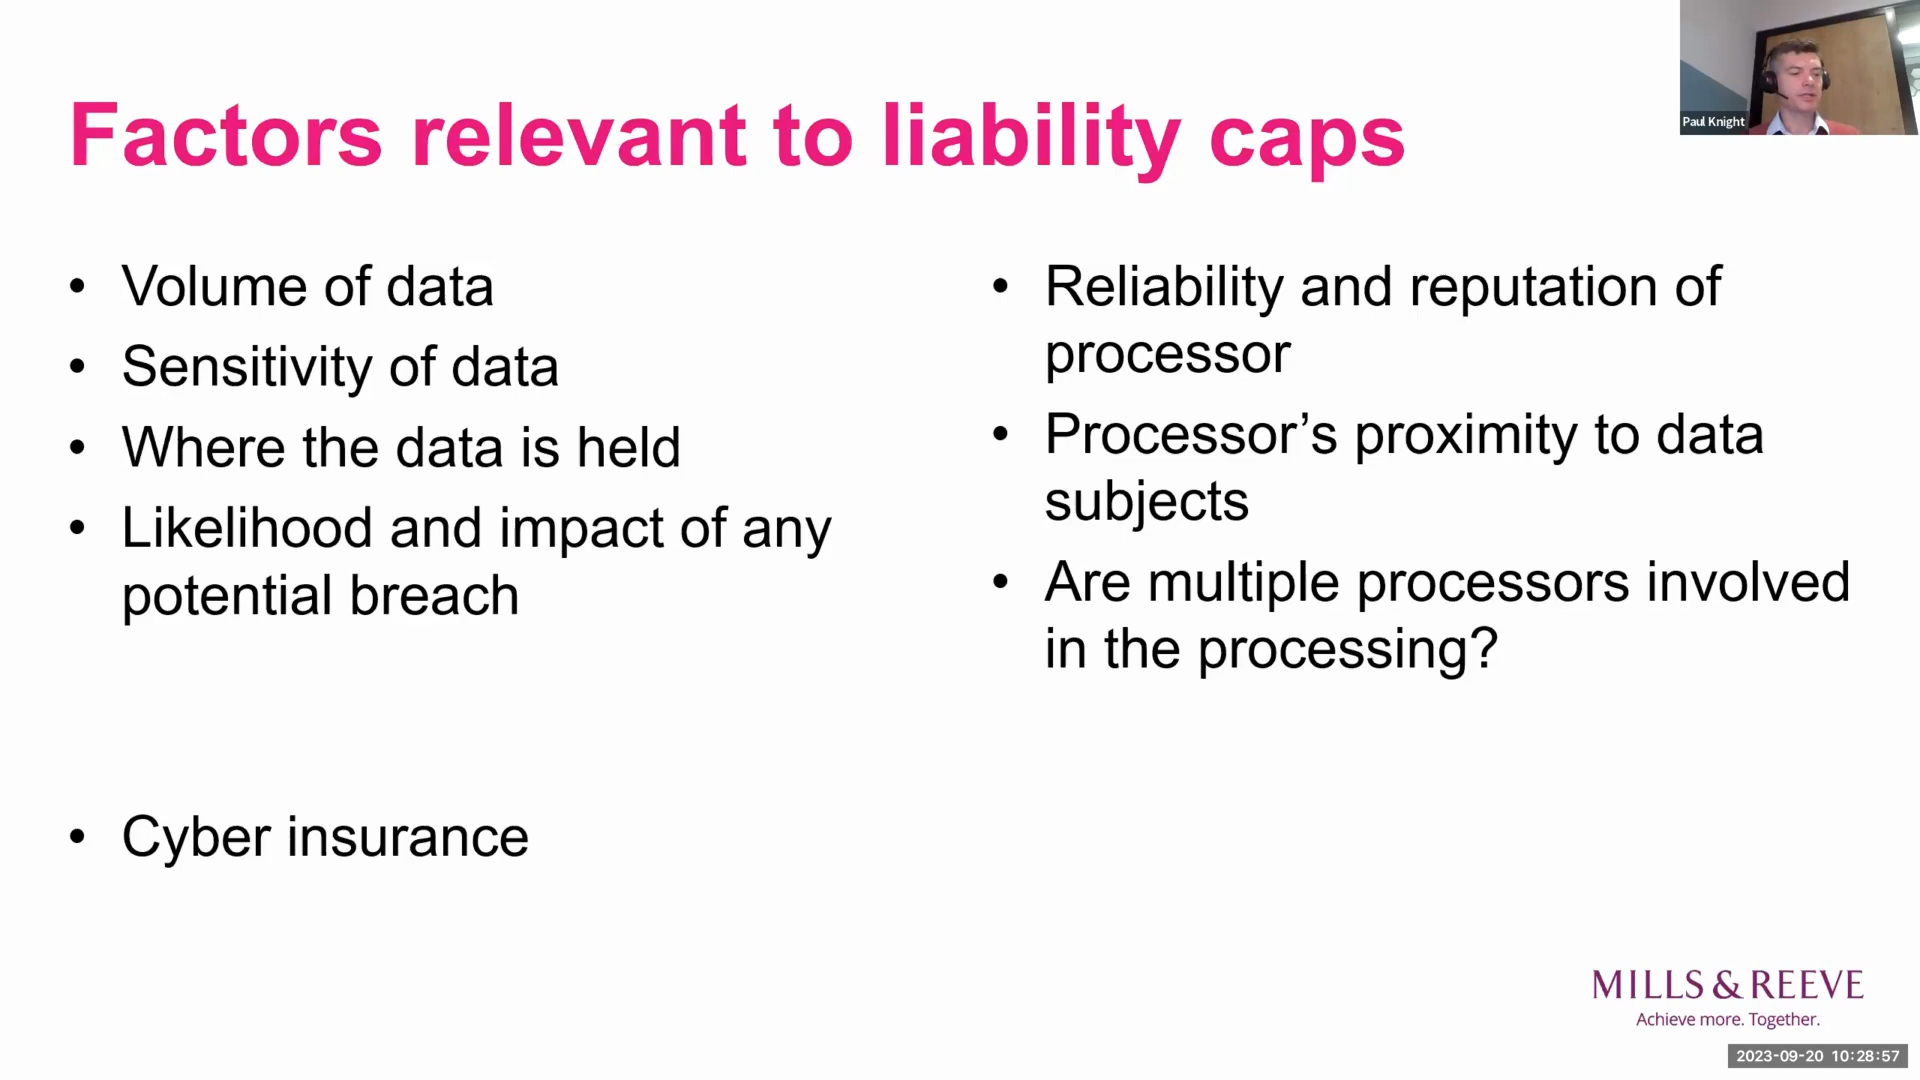 Factors relevant to liability caps
• Volume of data
• Sensitivity of data
• Where the data is held
• Likelihood and impact of any
potential breach
• Cyber insurance
• Reliability and reputation of
processor
• Processor’s proximity to data
subjects
• Are multiple processors involved
in the processing?
Paul Knight
MILLS & REEVE
Achieve more. Together.
2023-09-20 10:28:57